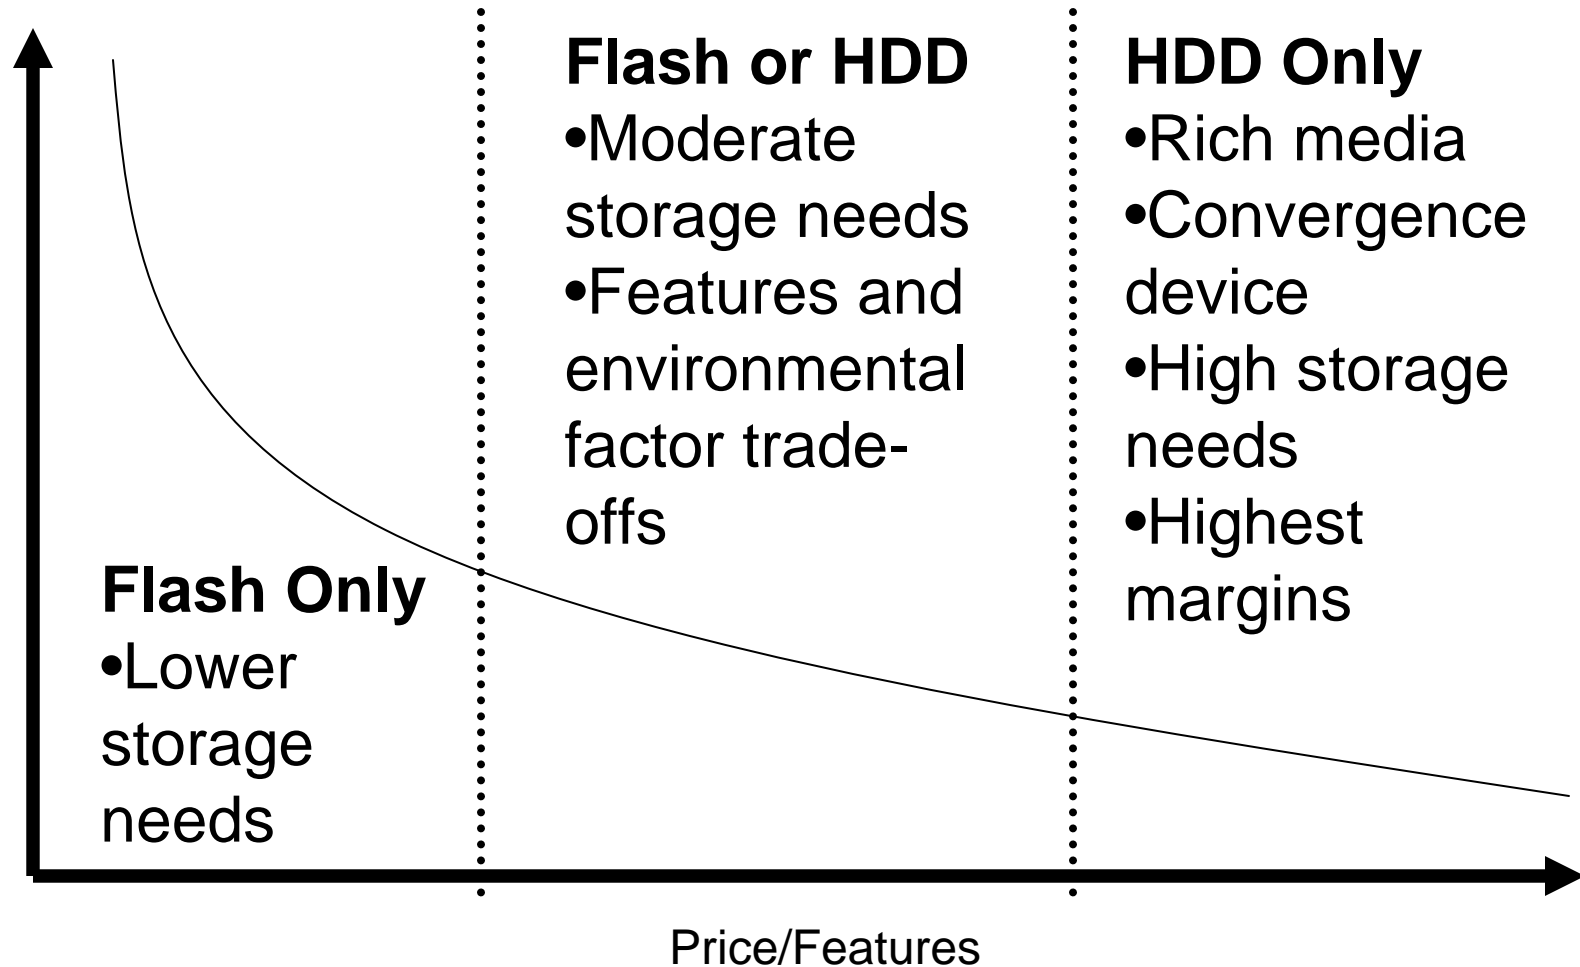 Flash Only
•Lower
storage
needs
Flash or HDD
•Moderate
storage needs
•Features and
environmental
factor trade-
offs
HDD Only
•Rich media
•Convergence
device
•High storage
needs
•Highest
margins
Price/Features